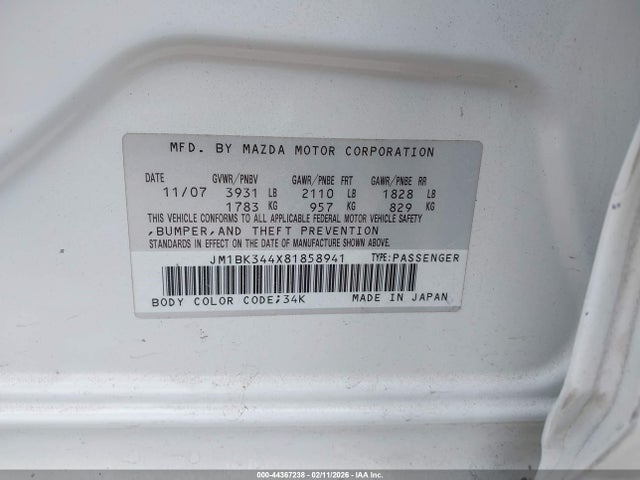 MFD. BY MAZDA MOTOR CORPORATION
DATE GVWR/PNBV GAWR/PNBE FRT GAWR/PNBE RR
11/07 3931 LB 2110 LB 1828 LB
1783 KG 957 KG 829 KG
THIS VEHICLE CONFORMS TO ALL APPLICABLE FEDERAL MOTOR VEHICLE SAFETY
,BUMPER,AND THEFT PREVENTION
STANDARDS IN EFFECT ON THE DATE OF MANUFACTURE SHOWN ABOVE.
JM1BK344X81858941 TYPE:PASSENGER
BODY COLOR CODE;34K MADE IN JAPAN
000-44367238 - 02/11/2026 - IAA Inc.